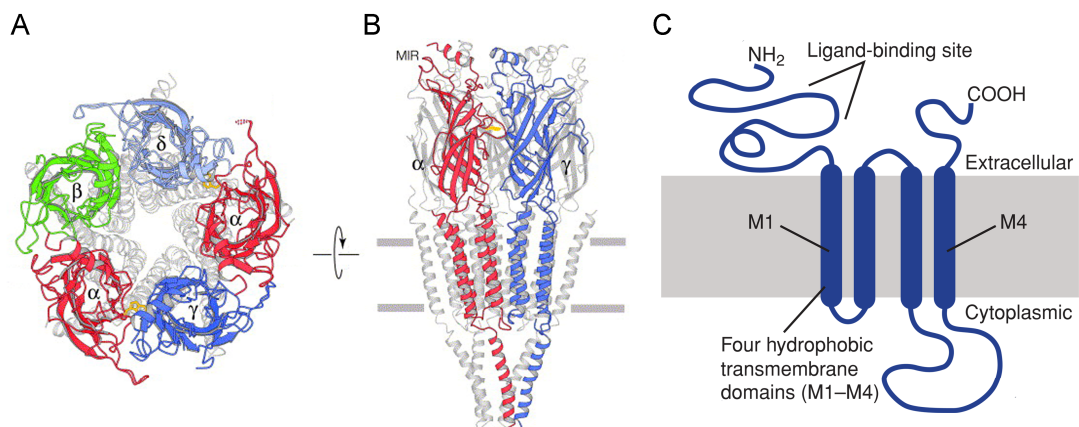 A
δ
β
α
α
γ
B
MIR
α
γ
C
NH2
Ligand-binding site
COOH
Extracellular
M1
M4
Cytoplasmic
Four hydrophobic
transmembrane
domains (M1–M4)